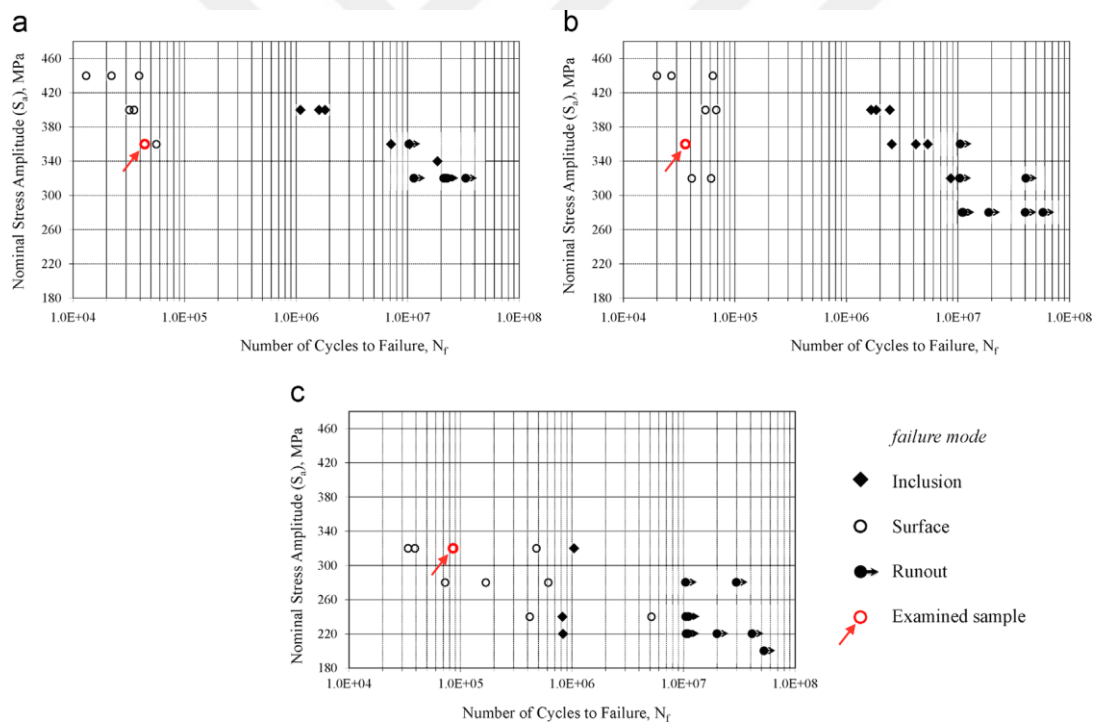 a
Nominal Stress Amplitude (Sa), MPa
460
420
380
340
300
260
220
180
1.0E+04 1.0E+05 1.0E+06 1.0E+07 1.0E+08
Number of Cycles to Failure, Nf
b
Nominal Stress Amplitude (Sa), MPa
460
420
380
340
300
260
220
180
1.0E+04 1.0E+05 1.0E+06 1.0E+07 1.0E+08
Number of Cycles to Failure, Nf
c
Nominal Stress Amplitude (Sa), MPa
460
420
380
340
300
260
220
180
1.0E+04 1.0E+05 1.0E+06 1.0E+07 1.0E+08
Number of Cycles to Failure, Nf
failure mode
Inclusion
Surface
Runout
Examined sample